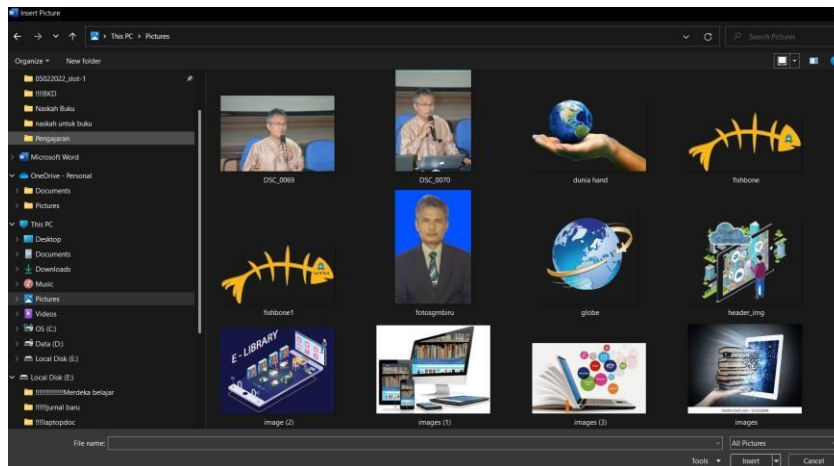 Insert Picture
This PC > Pictures
Search Pictures
Organize
New folder
05022022_slot-1
!!!!BKD
Naskah Buku
naskah untuk buku
Pengajaran
Microsoft Word
OneDrive - Personal
Documents
Pictures
This PC
Desktop
Documents
Downloads
Music
Pictures
Videos
OS (C:)
Data (D:)
Local Disk (E:)
Local Disk (E:)
!!!!!!!!!!!!!!Merdeka belajar
!!!!!jurnal baru
!!!!laptopdoc
DSC_0069
DSC_0070
dunia hand
fishbone
fishbone1
fotosgmbiru
globe
header_img
E - LIBRARY
image (2)
images (1)
images (3)
images
File name:
All Pictures
Tools
Insert
Cancel